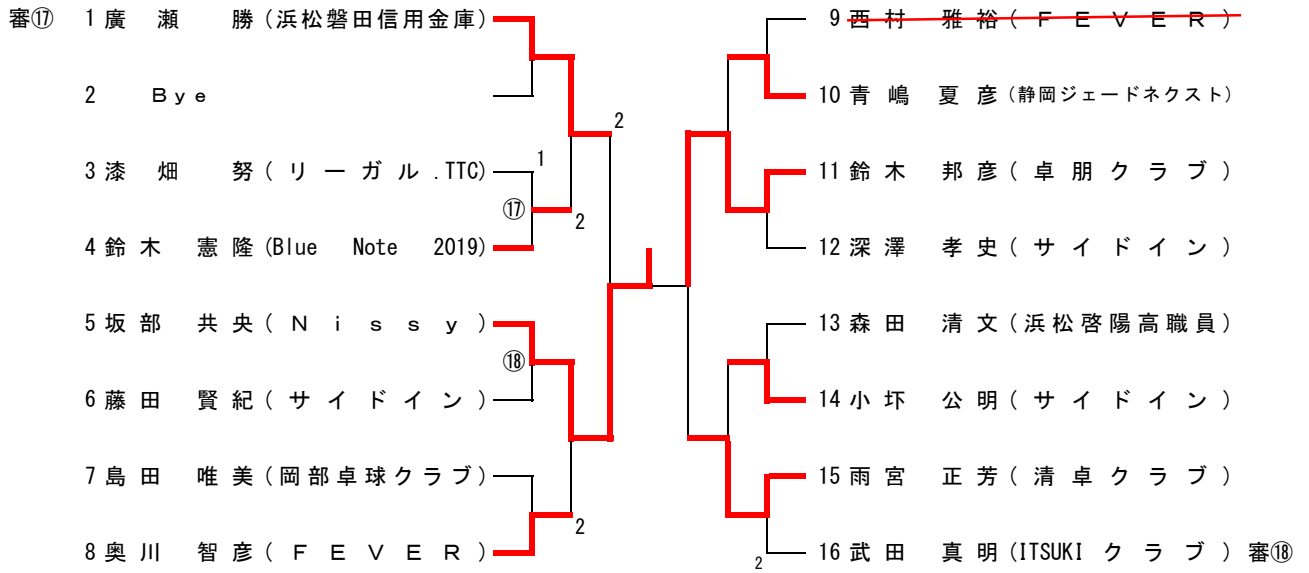 審⑰ 1 廣瀬 勝 (浜松磐田信用金庫)
2 Bye
3 漆畑 努 (リーガル.TTC)
4 鈴木 憲隆 (Blue Note 2019)
5 坂部 共央 (Nissy)
6 藤田 賢紀 (サイドイン)
7 島田 唯美 (岡部卓球クラブ)
8 奥川 智彦 (FEVER)
1
⑰
2
2
⑱
2
9 西村 雅裕 (FEVER)
10 青嶋 夏彦 (静岡ジェードネクスト)
11 鈴木 邦彦 (卓朋クラブ)
12 深澤 孝史 (サイドイン)
13 森田 清文 (浜松啓陽高職員)
14 小坏 公明 (サイドイン)
15 雨宮 正芳 (清卓クラブ)
16 武田 真明 (ITSUKI クラブ) 審⑱
2